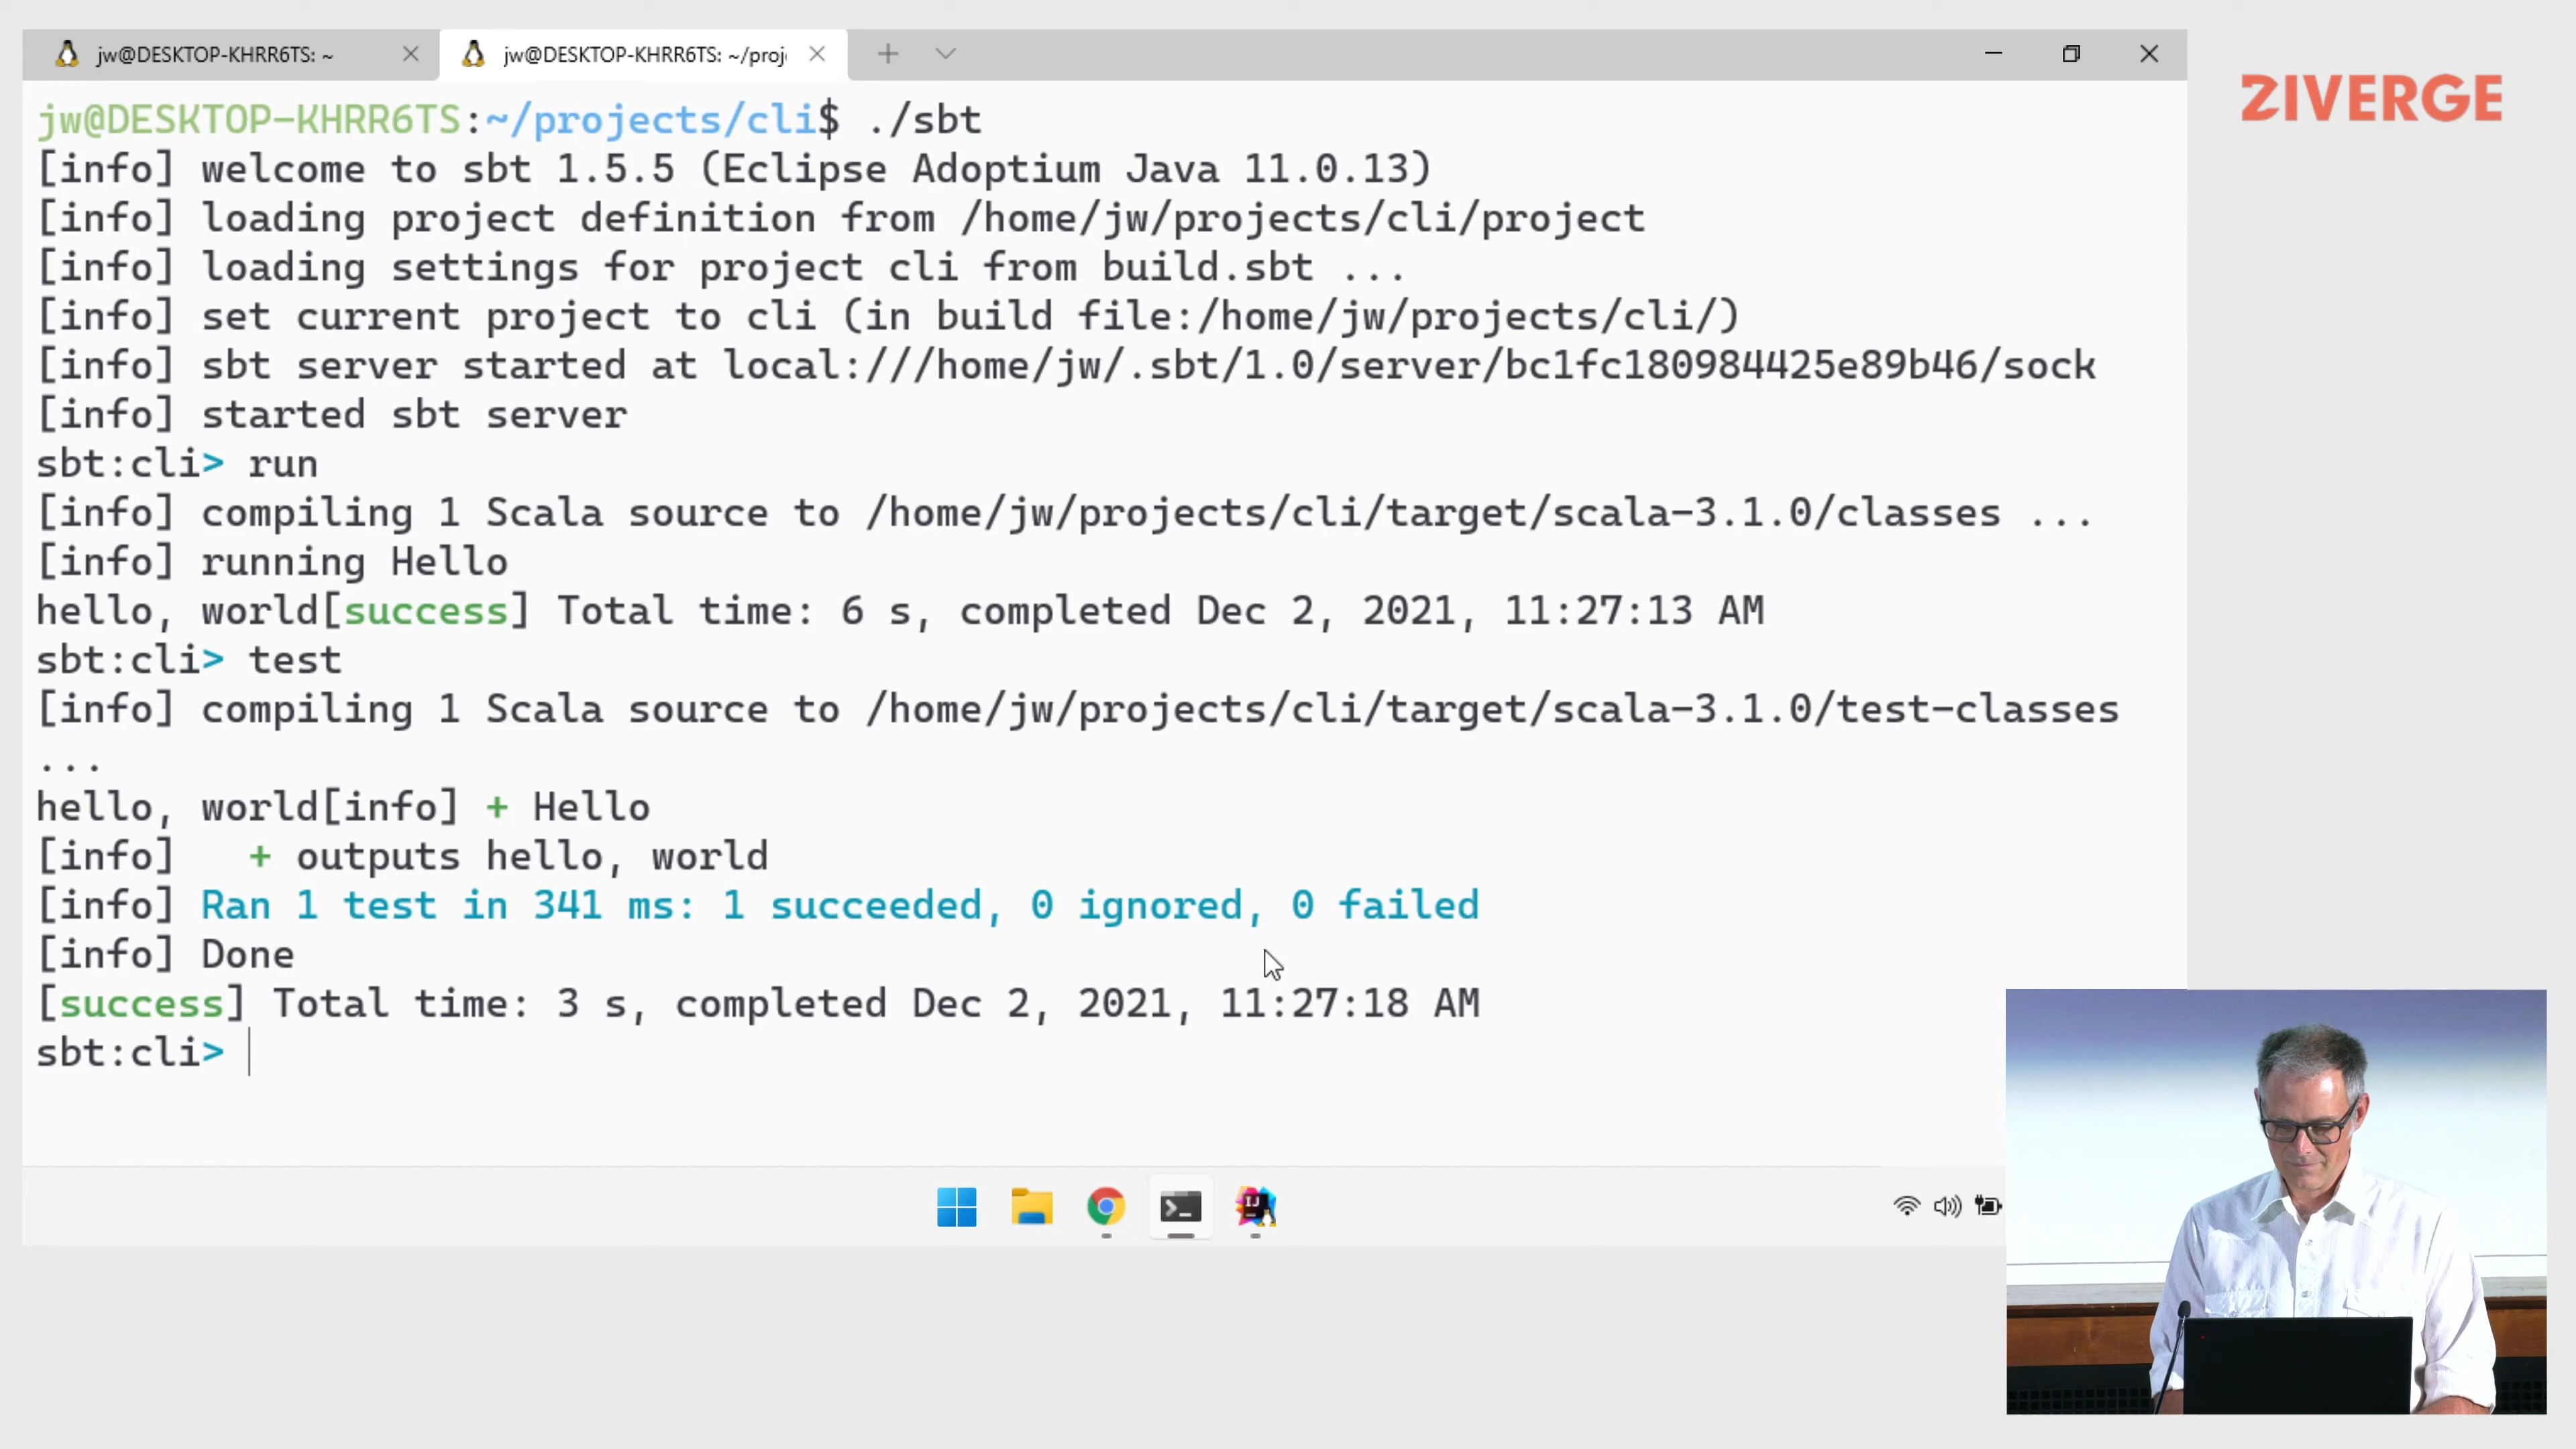 jw@DESKTOP-KHRR6TS: ~
jw@DESKTOP-KHRR6TS: ~/proj
ZIVERGE
jw@DESKTOP-KHRR6TS:~/projects/cli$ ./sbt
[info] welcome to sbt 1.5.5 (Eclipse Adoptium Java 11.0.13)
[info] loading project definition from /home/jw/projects/cli/project
[info] loading settings for project cli from build.sbt ...
[info] set current project to cli (in build file:/home/jw/projects/cli/)
[info] sbt server started at local:///home/jw/.sbt/1.0/server/bc1fc180984425e89b46/sock
[info] started sbt server
sbt:cli> run
[info] compiling 1 Scala source to /home/jw/projects/cli/target/scala-3.1.0/classes ...
[info] running Hello
hello, world[success] Total time: 6 s, completed Dec 2, 2021, 11:27:13 AM
sbt:cli> test
[info] compiling 1 Scala source to /home/jw/projects/cli/target/scala-3.1.0/test-classes
...
hello, world[info] + Hello
[info]   + outputs hello, world
[info] Ran 1 test in 341 ms: 1 succeeded, 0 ignored, 0 failed
[info] Done
[success] Total time: 3 s, completed Dec 2, 2021, 11:27:18 AM
sbt:cli>